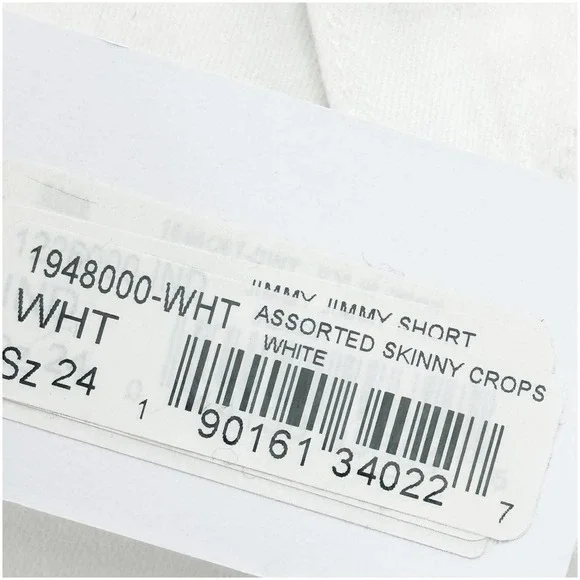 1948000-WHT
WHT
Sz 24
JIMMY JIMMY SHORT
ASSORTED SKINNY CROPS
WHITE
1 90161 34022 7